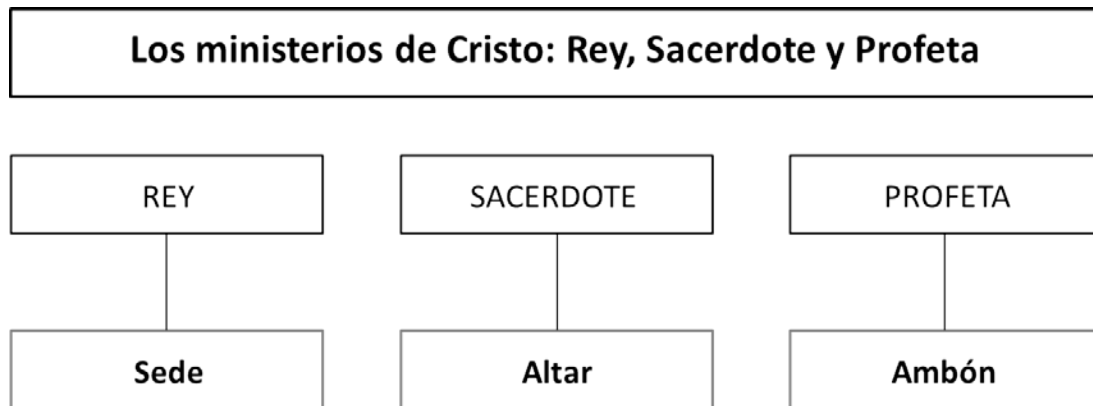 Los ministerios de Cristo: Rey, Sacerdote y Profeta
REY
SACERDOTE
PROFETA
Sede
Altar
Ambón